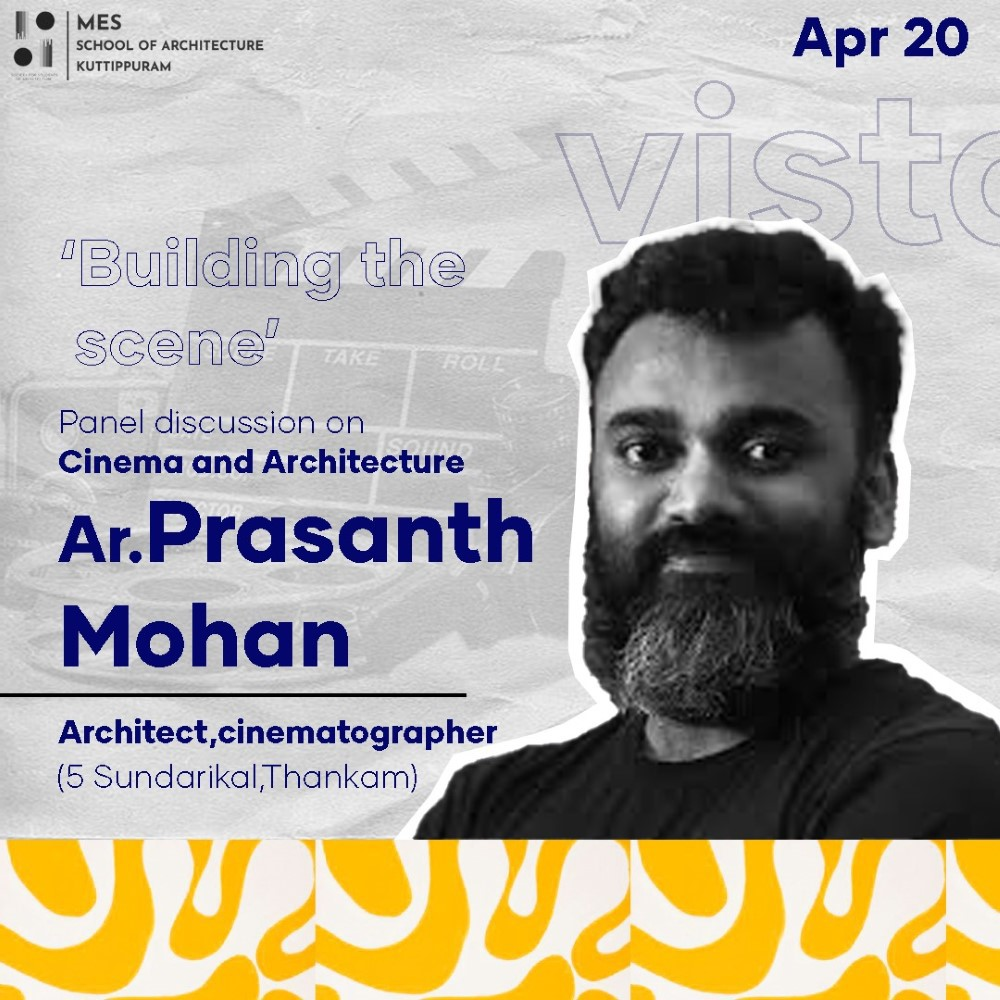 MES
SCHOOL OF ARCHITECTURE
KUTTIPPURAM
Apr 20
visto
'Building the
scene'
TAKE ROLL
SOUND
Panel discussion on
Cinema and Architecture
Ar.Prasanth
Mohan
Architect,cinematographer
(5 Sundarikal,Thankam)